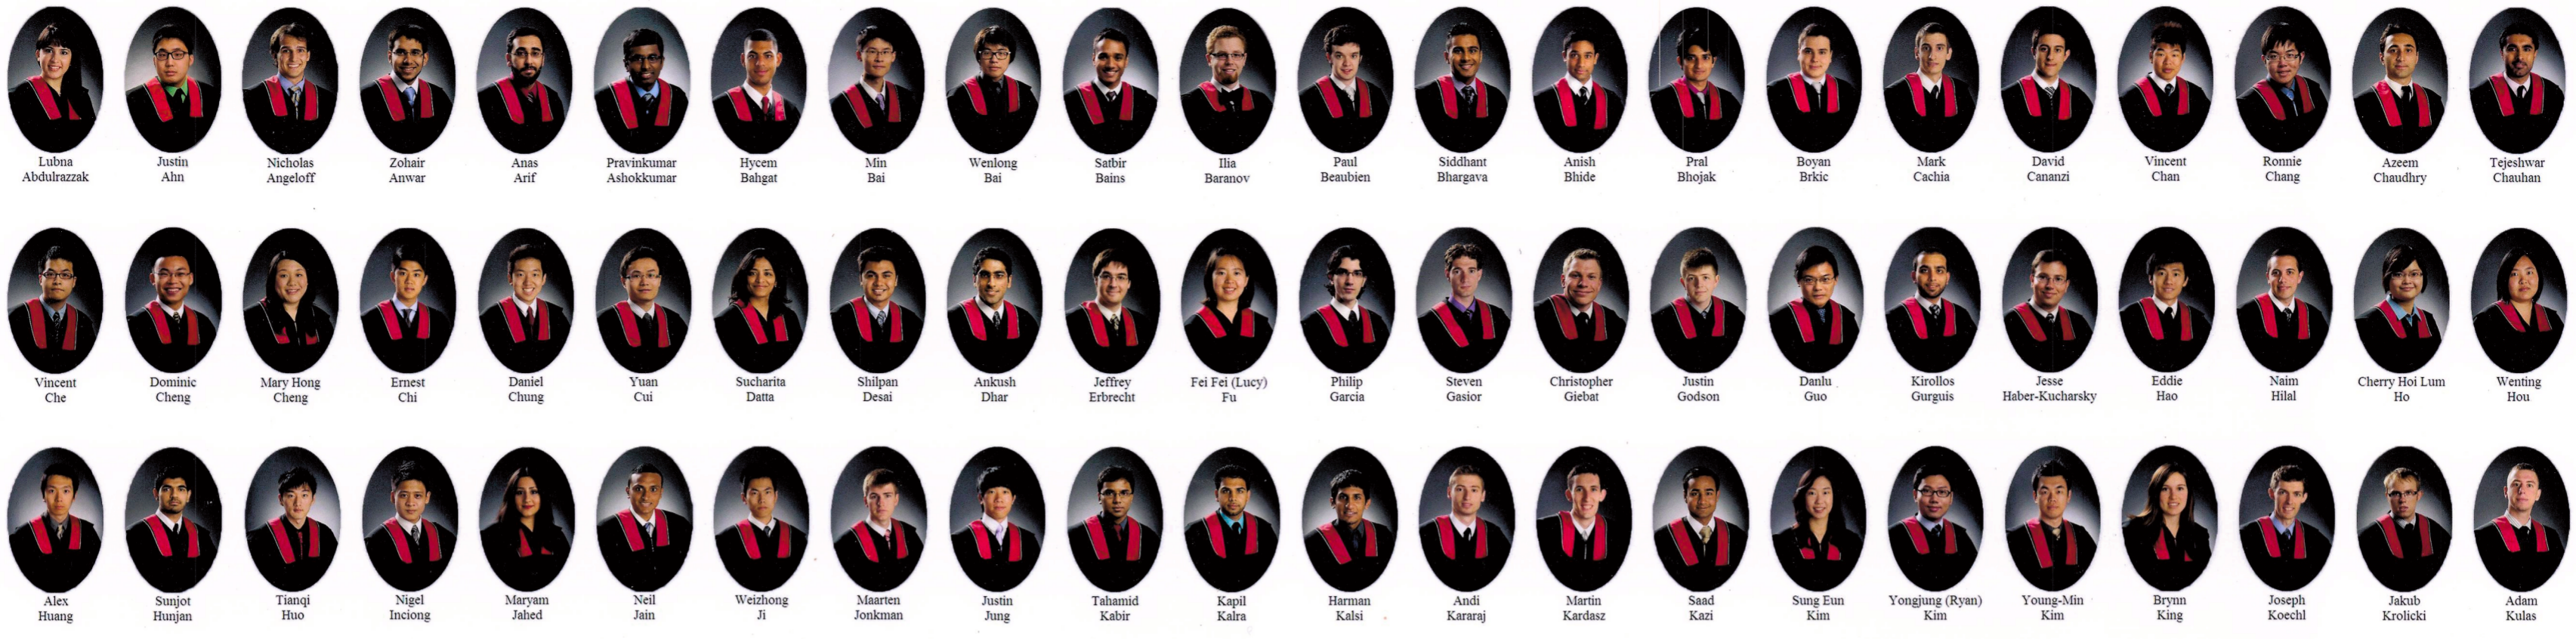 Lubna Justin Nicholas Zohair Anas Pravinkumar Hycem Min Wenlong Satbir Ilia Paul Siddhant Anish Pral Boyan Mark David Vincent Ronnie Azeem Tejeshwar
Abdulrazzak Ahn Angeloff Anwar Arif Ashokkumar Bahgat Bai Bai Bains Baranov Beaubien Bhargava Bhide Bhojak Brkic Cachia Cananzi Chan Chang Chaudhry Chauhan
Vincent Dominic Mary Hong Ernest Daniel Yuan Sucharita Shilpan Ankush Jeffrey Fei Fei (Lucy) Philip Steven Christopher Justin Danlu Kirollos Jesse Eddie Naim Cherry Hoi Lum Wenting
Che Cheng Cheng Chi Chung Cui Datta Desai Dhar Erbrecht Fu Garcia Gasior Giebat Godson Guo Gurguis Haber-Kucharsky Hao Hilal Ho Hou
Alex Sunjot Tianqi Nigel Maryam Neil Weizhong Maarten Justin Tahamid Kapil Harman Andi Martin Saad Sung Eun Yongjung (Ryan) Young-Min Brynn Joseph Jakub Adam
Huang Hunjan Huo Inciong Jahed Jain Ji Jonkman Jung Kabir Kalra Kalsi Kararaj Kardasz Kazi Kim Kim Kim King Koechl Krolicki Kulas